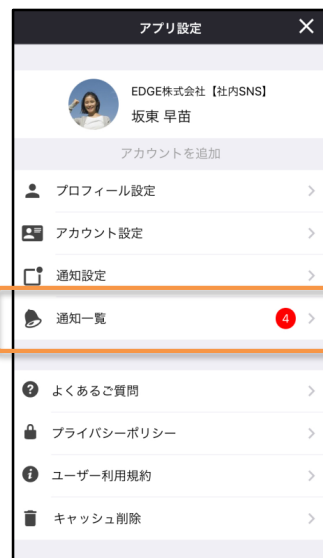 アプリ設定
EDGE株式会社【社内SNS】
坂東 早苗
アカウントを追加
プロフィール設定
アカウント設定
通知設定
通知一覧 4
よくあるご質問
プライバシーポリシー
ユーザー利用規約
キャッシュ削除